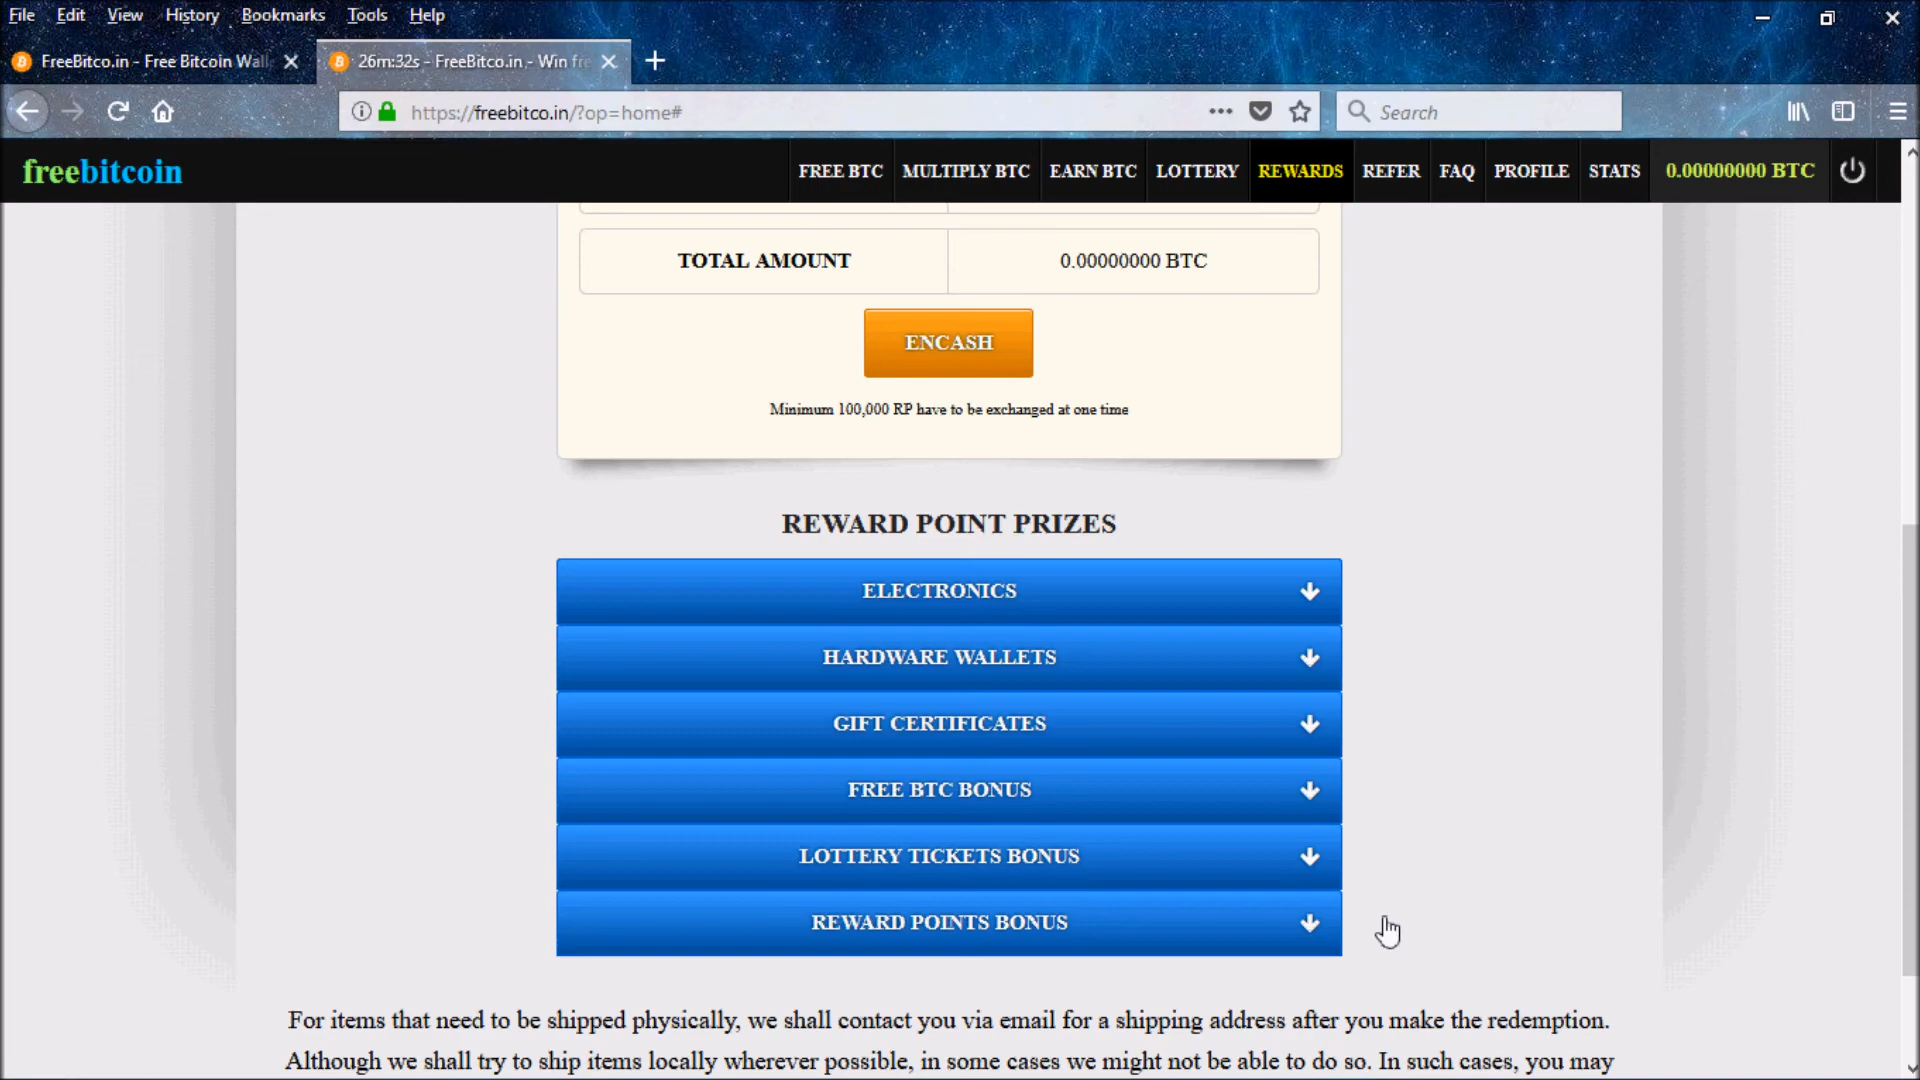 File Edit View History Bookmarks Tools Help
FreeBitco.in - Free Bitcoin Wall
26m:32s - FreeBitco.in - Win fre
https://freebitco.in/?op=home#
Search
freebitcoin
FREE BTC MULTIPLY BTC EARN BTC LOTTERY REWARDS REFER FAQ PROFILE STATS 0.00000000 BTC
TOTAL AMOUNT 0.00000000 BTC
ENCASH
Minimum 100,000 RP have to be exchanged at one time
REWARD POINT PRIZES
ELECTRONICS
HARDWARE WALLETS
GIFT CERTIFICATES
FREE BTC BONUS
LOTTERY TICKETS BONUS
REWARD POINTS BONUS
For items that need to be shipped physically, we shall contact you via email for a shipping address after you make the redemption.
Although we shall try to ship items locally wherever possible, in some cases we might not be able to do so. In such cases, you may